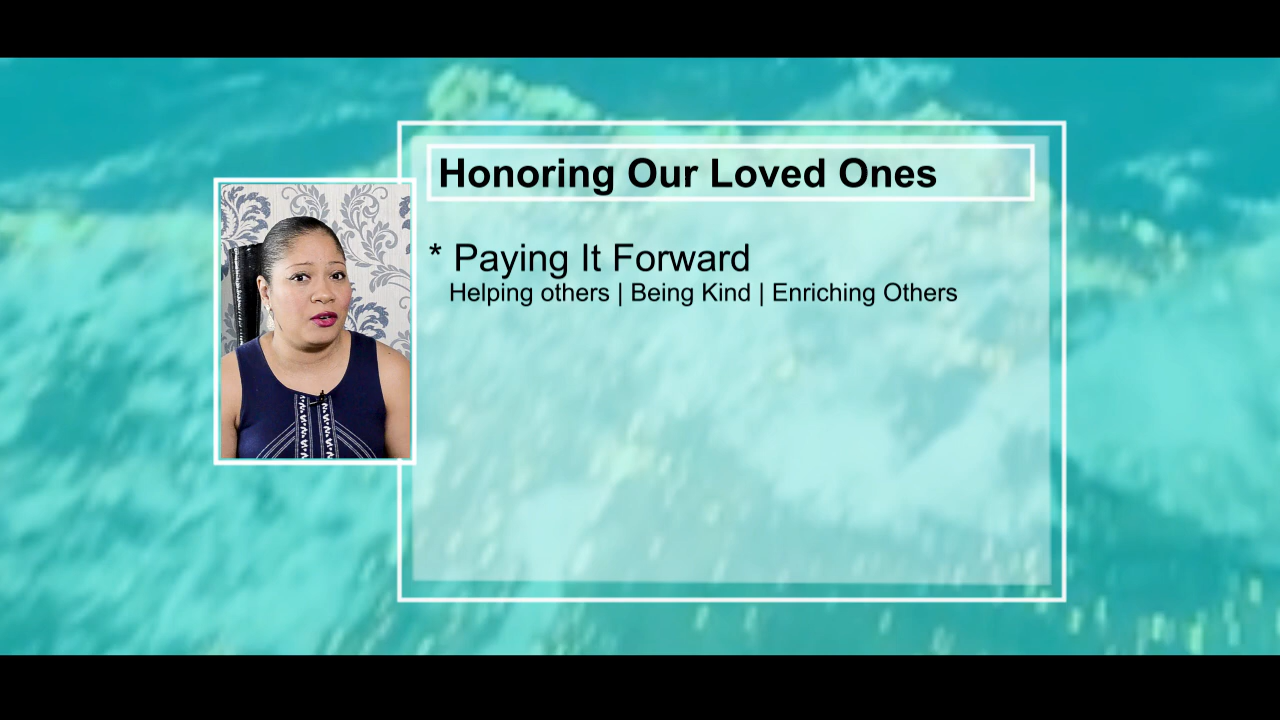 Honoring Our Loved Ones
* Paying It Forward
Helping others | Being Kind | Enriching Others